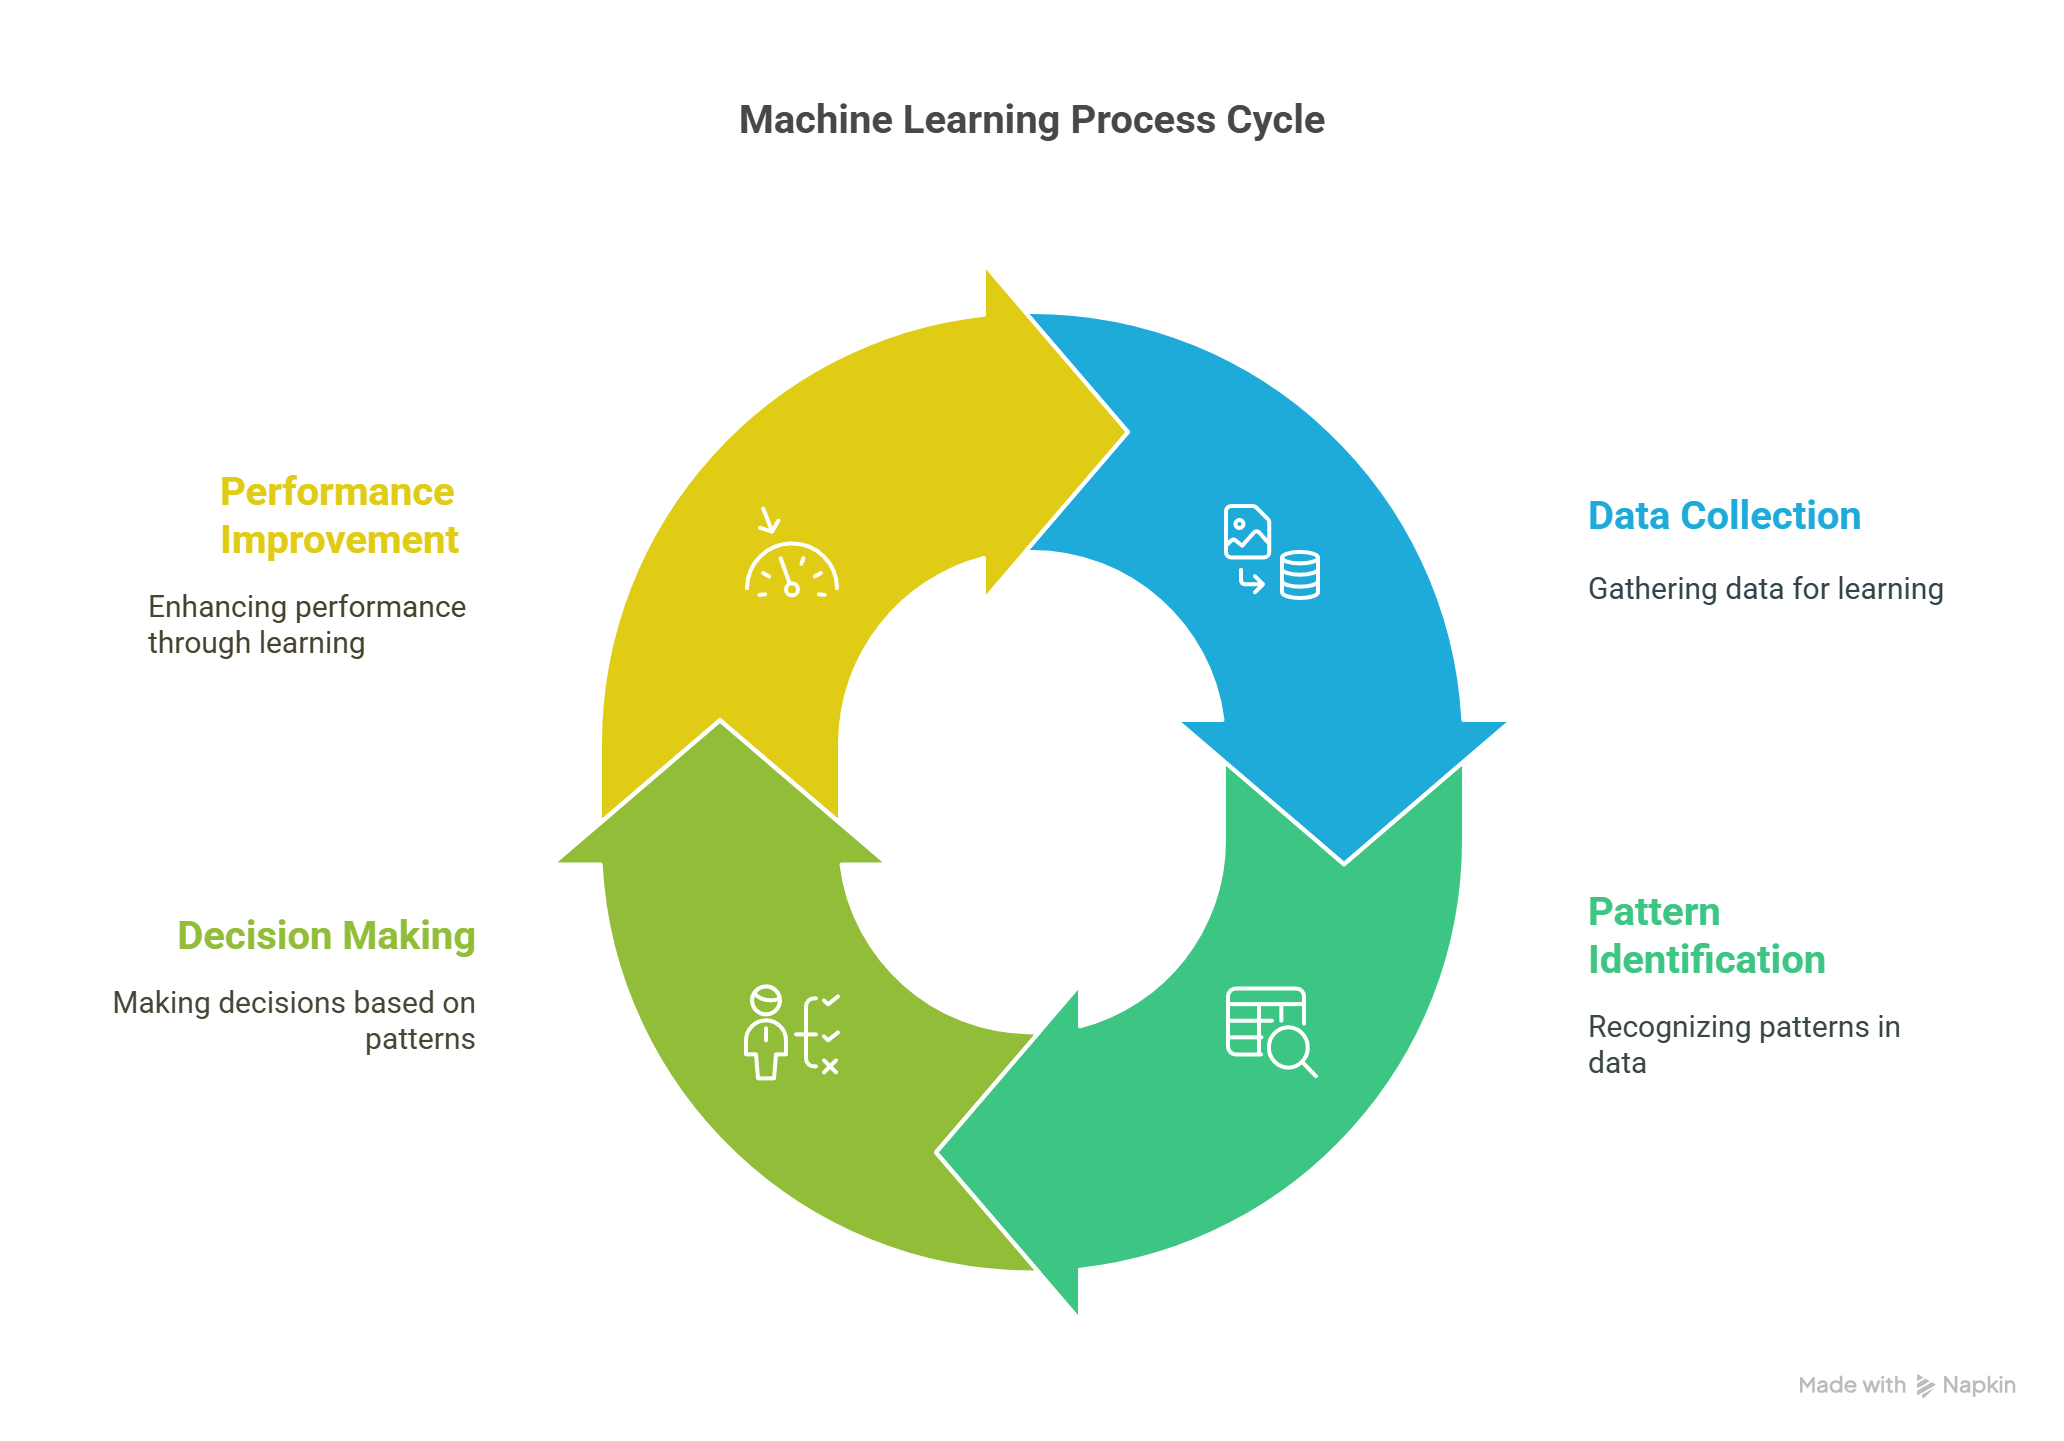 Machine Learning Process Cycle
Performance
Improvement
Enhancing performance
through learning
Data Collection
Gathering data for learning
Decision Making
Making decisions based on
patterns
Pattern
Identification
Recognizing patterns in
data
Made with Napkin